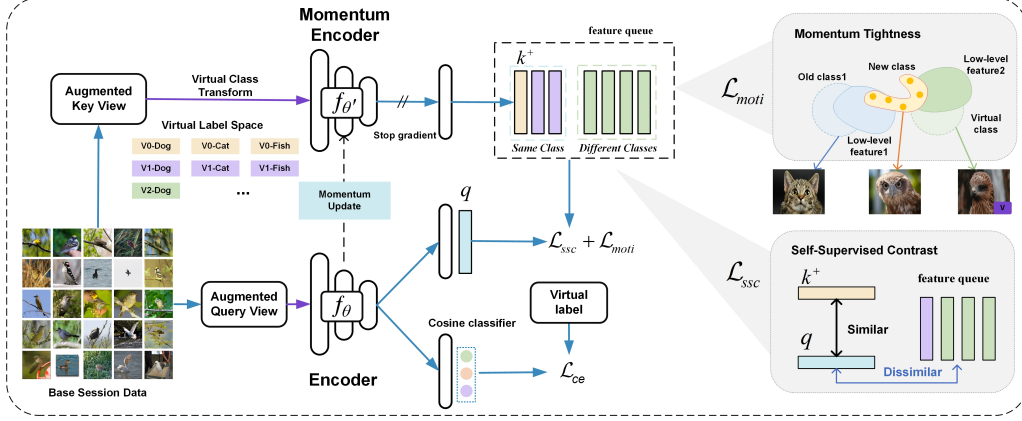 Momentum
Encoder
Augmented
Key View
Virtual Class
Transform
fθ′
//
Stop gradient
feature queue
k+
Same Class
Different Classes
Virtual Label Space
V0-Dog
V0-Cat
V0-Fish
V1-Dog
V1-Cat
V1-Fish
V2-Dog
...
Momentum
Update
q
ℒssc + ℒmoti
Augmented
Query View
fθ
Encoder
Base Session Data
Cosine classifier
Virtual
label
ℒce
ℒmoti
Momentum Tightness
New class
Low-level
feature2
Old class1
Virtual
class
Low-level
feature1
V
ℒssc
Self-Supervised Contrast
k+
feature queue
Similar
q
Dissimilar